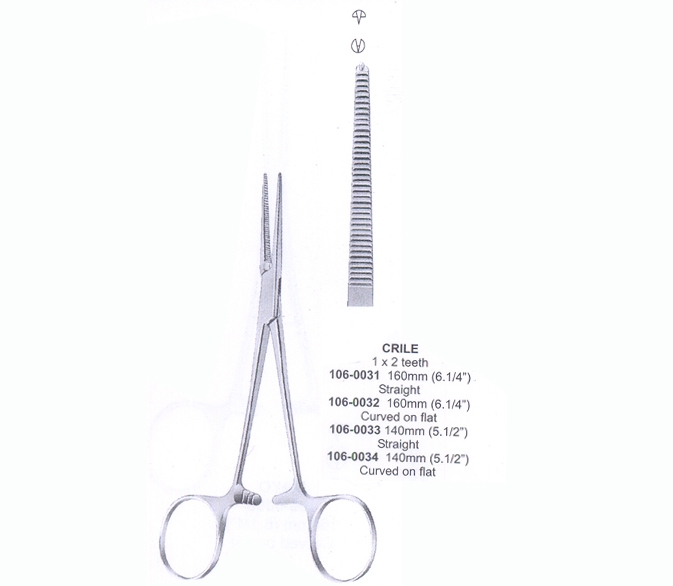 CRILE
1 x 2 teeth
106-0031 160mm (6.1/4")
Straight
106-0032 160mm (6.1/4")
Curved on flat
106-0033 140mm (5.1/2")
Straight
106-0034 140mm (5.1/2")
Curved on flat